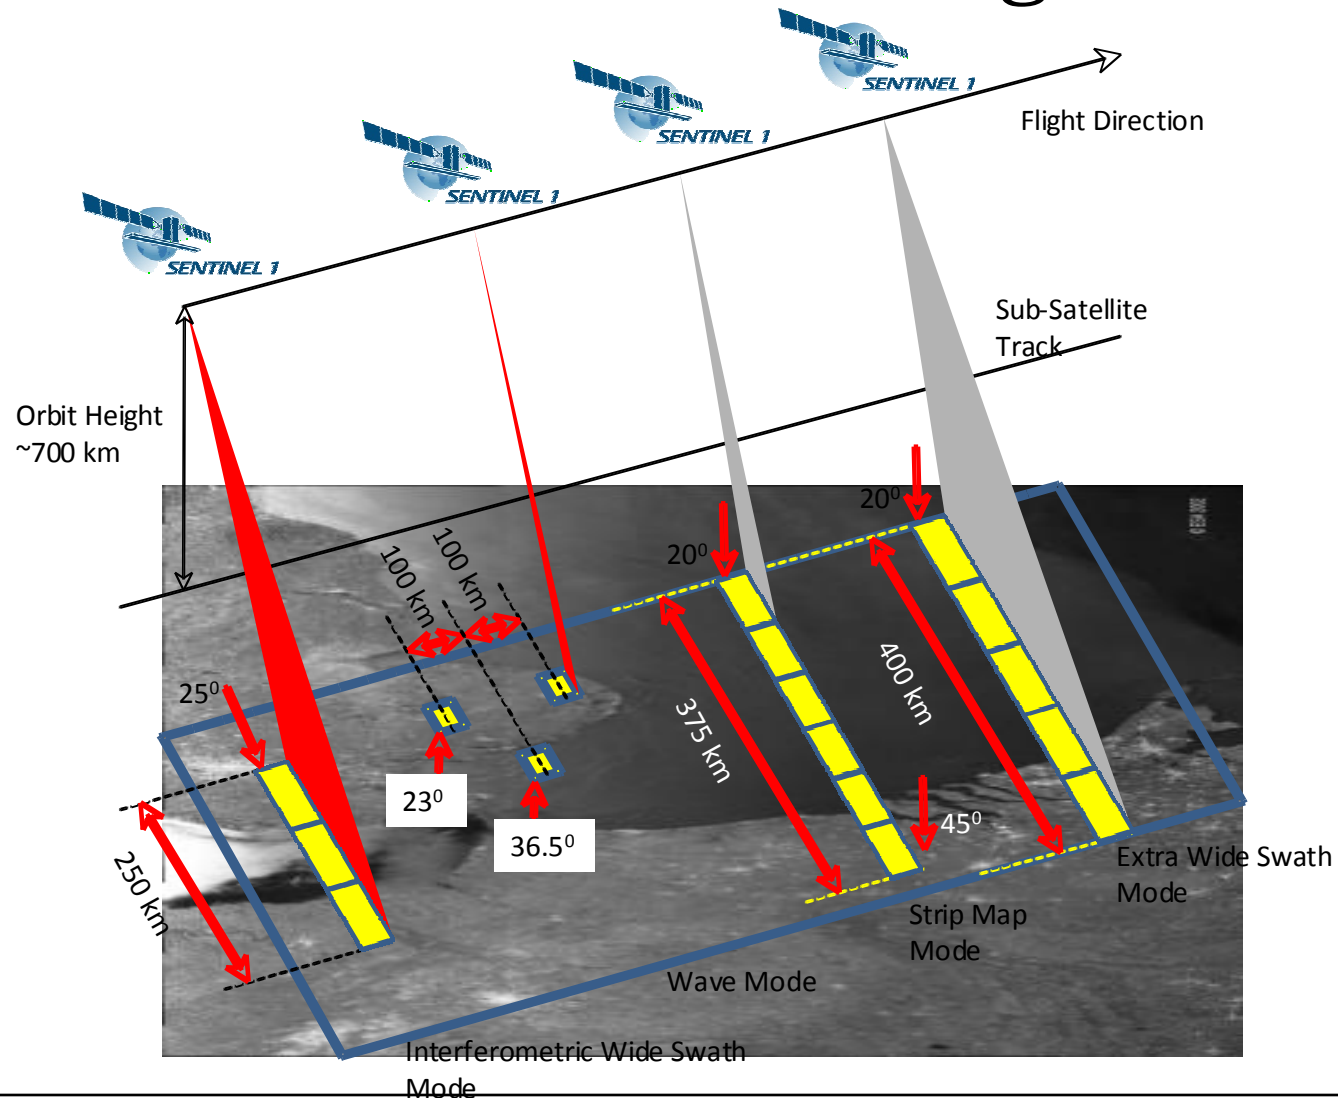 g
SENTINEL 1
SENTINEL 1
SENTINEL 1
SENTINEL 1
Flight Direction
Sub-Satellite
Track
Orbit Height
~700 km
100 km
100 km
20⁰
20⁰
25⁰
375 km
400 km
23⁰
36.5⁰
45⁰
250 km
Extra Wide Swath
Mode
Strip Map
Mode
Wave Mode
Interferometric Wide Swath
Mode